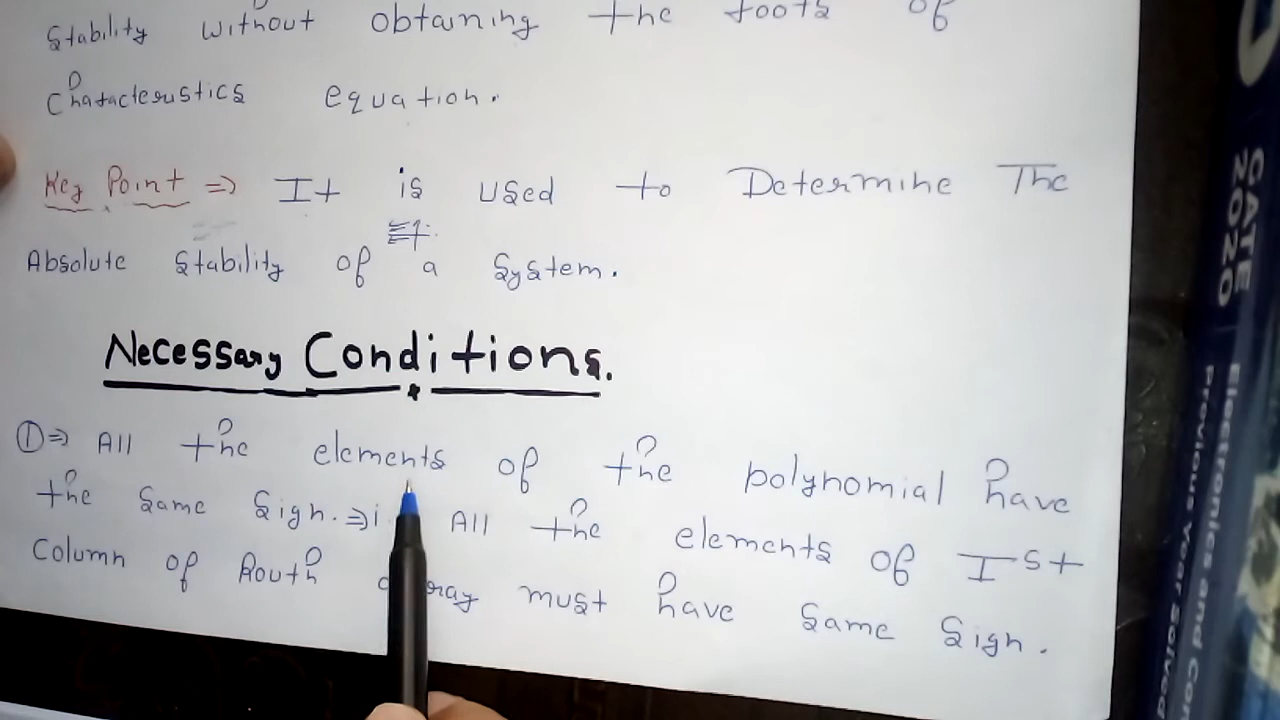 Stability without obtaining the roots of
Characteristics equation.
Key Point ⇒ It is used to Determine The
Absolute Stability of a System.
Necessary Conditions.
① ⇒ All the elements of the polynomial have
the same Sign. ⇒ All the elements of Ist
Column of Routh must have Same Sign.
GATE
2020
Electronics and
Previous Year Solved